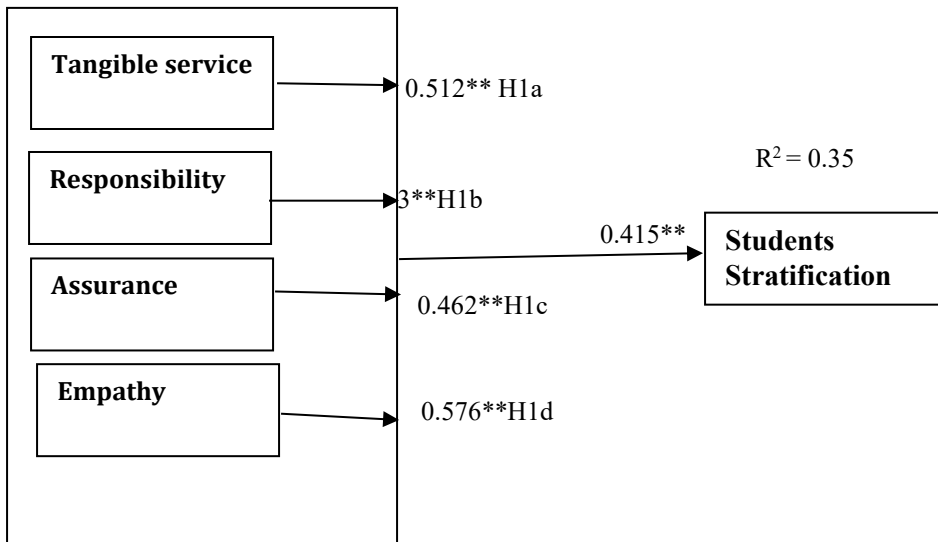 Tangible service
0.512** H1a
R² = 0.35
Responsibility
3**H1b
0.415**
Students
Stratification
Assurance
0.462**H1c
Empathy
0.576**H1d